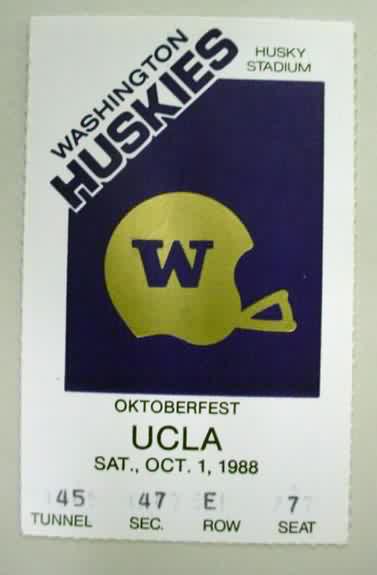 WASHINGTON
HUSKIES
HUSKY
STADIUM
W
OKTOBERFEST
UCLA
SAT., OCT. 1, 1988
45 47 E 7
TUNNEL SEC. ROW SEAT